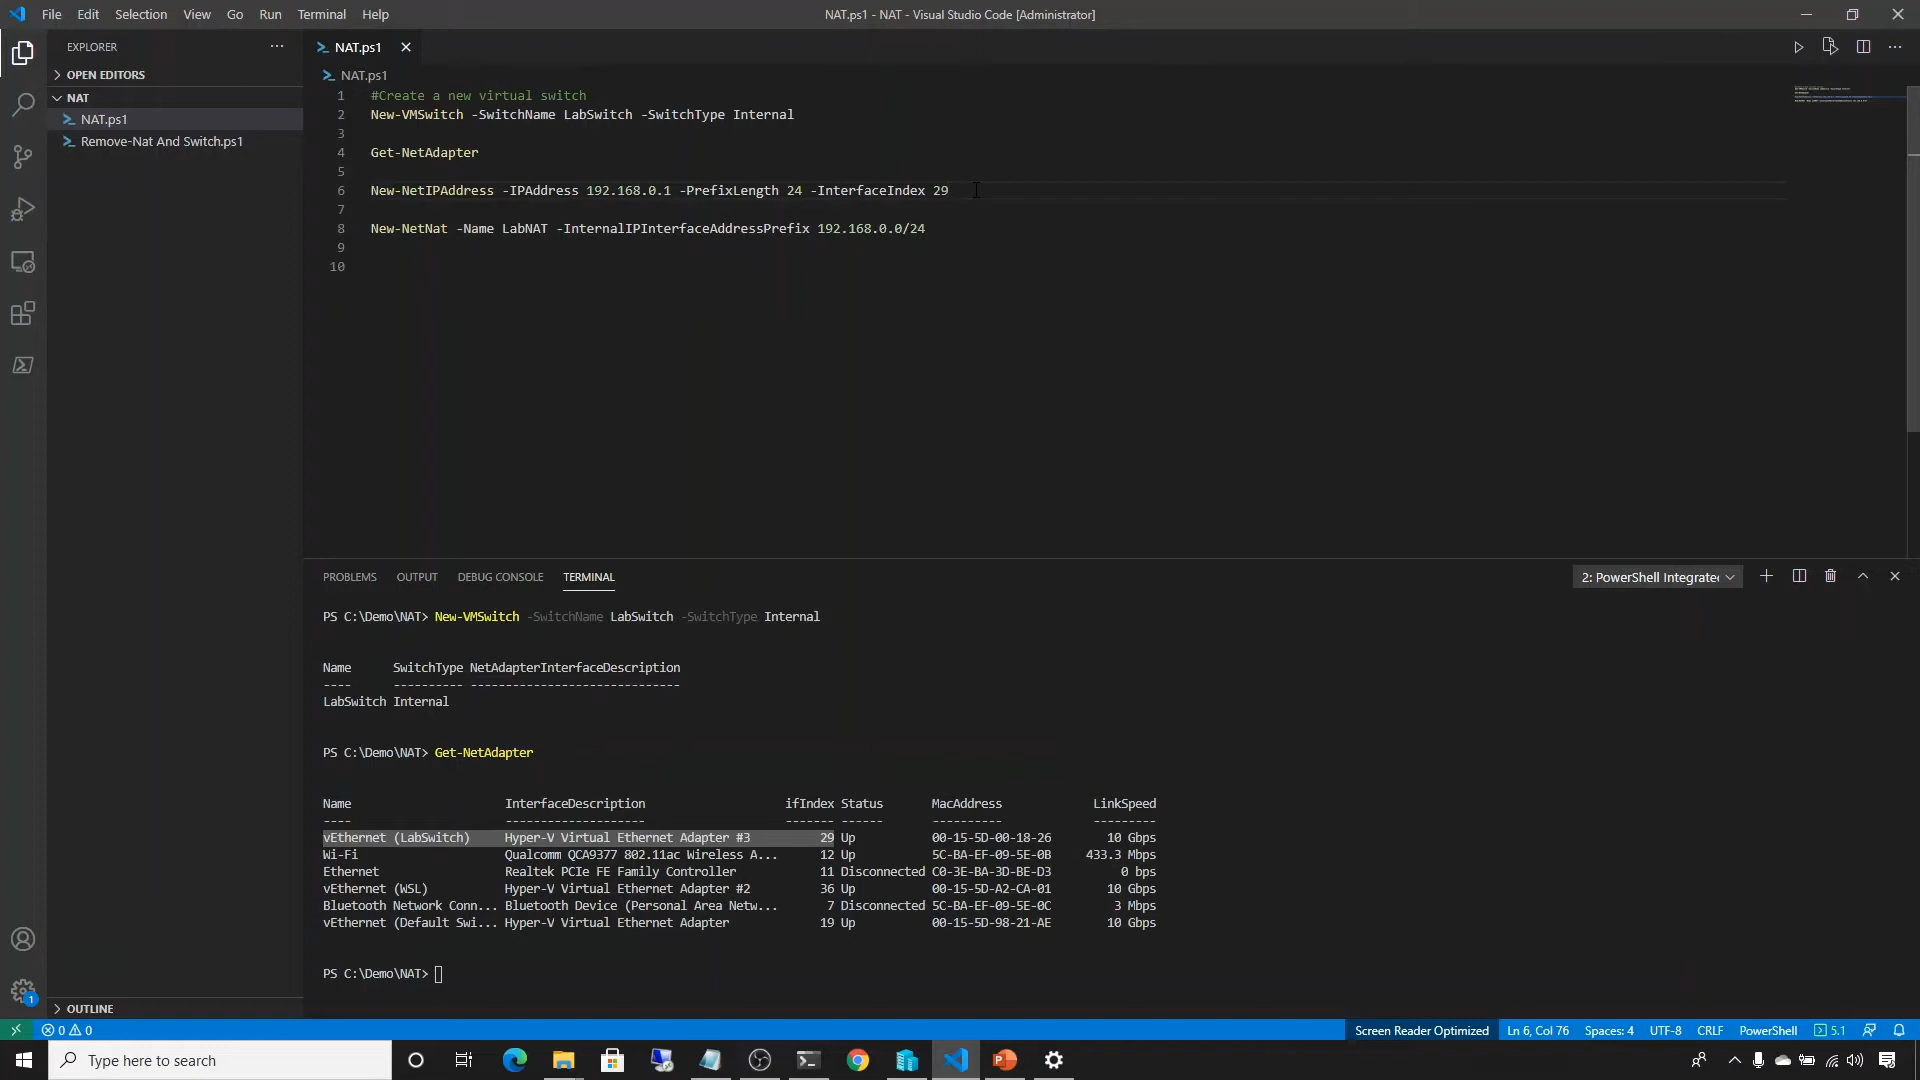 File Edit Selection View Go Run Terminal Help
NAT.ps1 - NAT - Visual Studio Code [Administrator]
EXPLORER
NAT.ps1
OPEN EDITORS
NAT
NAT.ps1
Remove-Nat And Switch.ps1
NAT.ps1
1 #Create a new virtual switch
2 New-VMSwitch -SwitchName LabSwitch -SwitchType Internal
3
4 Get-NetAdapter
5
6 New-NetIPAddress -IPAddress 192.168.0.1 -PrefixLength 24 -InterfaceIndex 29
7
8 New-NetNat -Name LabNAT -InternalIPInterfaceAddressPrefix 192.168.0.0/24
9
10
PROBLEMS OUTPUT DEBUG CONSOLE TERMINAL
2: PowerShell Integrated
PS C:\Demo\NAT> New-VMSwitch -SwitchName LabSwitch -SwitchType Internal
Name SwitchType NetAdapterInterfaceDescription
---- ---------- ------------------------------
LabSwitch Internal
PS C:\Demo\NAT> Get-NetAdapter
Name InterfaceDescription ifIndex Status MacAddress LinkSpeed
---- -------------------- ------- ------ ---------- ---------
vEthernet (LabSwitch) Hyper-V Virtual Ethernet Adapter #3 29 Up 00-15-5D-00-18-26 10 Gbps
Wi-Fi Qualcomm QCA9377 802.11ac Wireless A... 12 Up 5C-BA-EF-09-5E-0B 433.3 Mbps
Ethernet Realtek PCIe FE Family Controller 11 Disconnected C0-3E-BA-3D-BE-D3 0 bps
vEthernet (WSL) Hyper-V Virtual Ethernet Adapter #2 36 Up 00-15-5D-A2-CA-01 10 Gbps
Bluetooth Network Conn... Bluetooth Device (Personal Area Netw... 7 Disconnected 5C-BA-EF-09-5E-0C 3 Mbps
vEthernet (Default Swi... Hyper-V Virtual Ethernet Adapter 19 Up 00-15-5D-98-21-AE 10 Gbps
PS C:\Demo\NAT>
1
OUTLINE
0 0
Screen Reader Optimized Ln 6, Col 76 Spaces: 4 UTF-8 CRLF PowerShell 5.1
Type here to search